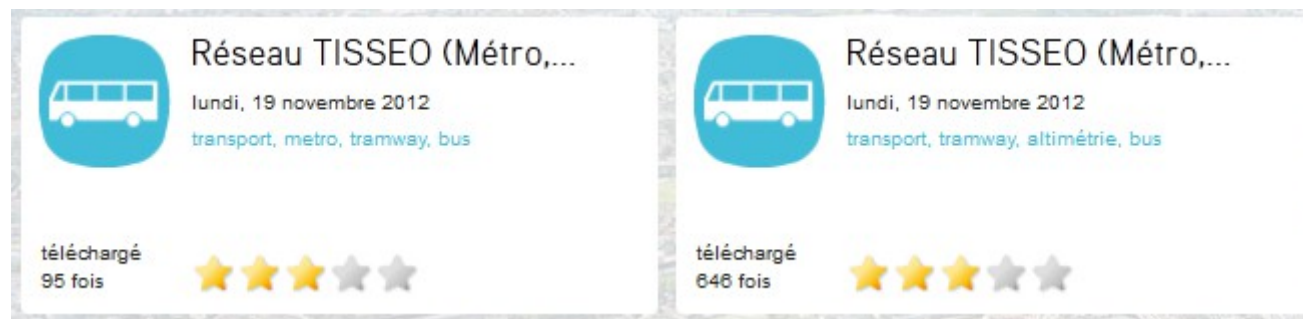 Réseau TISSEO (Métro,...
lundi, 19 novembre 2012
transport, metro, tramway, bus
téléchargé
95 fois
Réseau TISSEO (Métro,...
lundi, 19 novembre 2012
transport, tramway, altimétrie, bus
téléchargé
646 fois